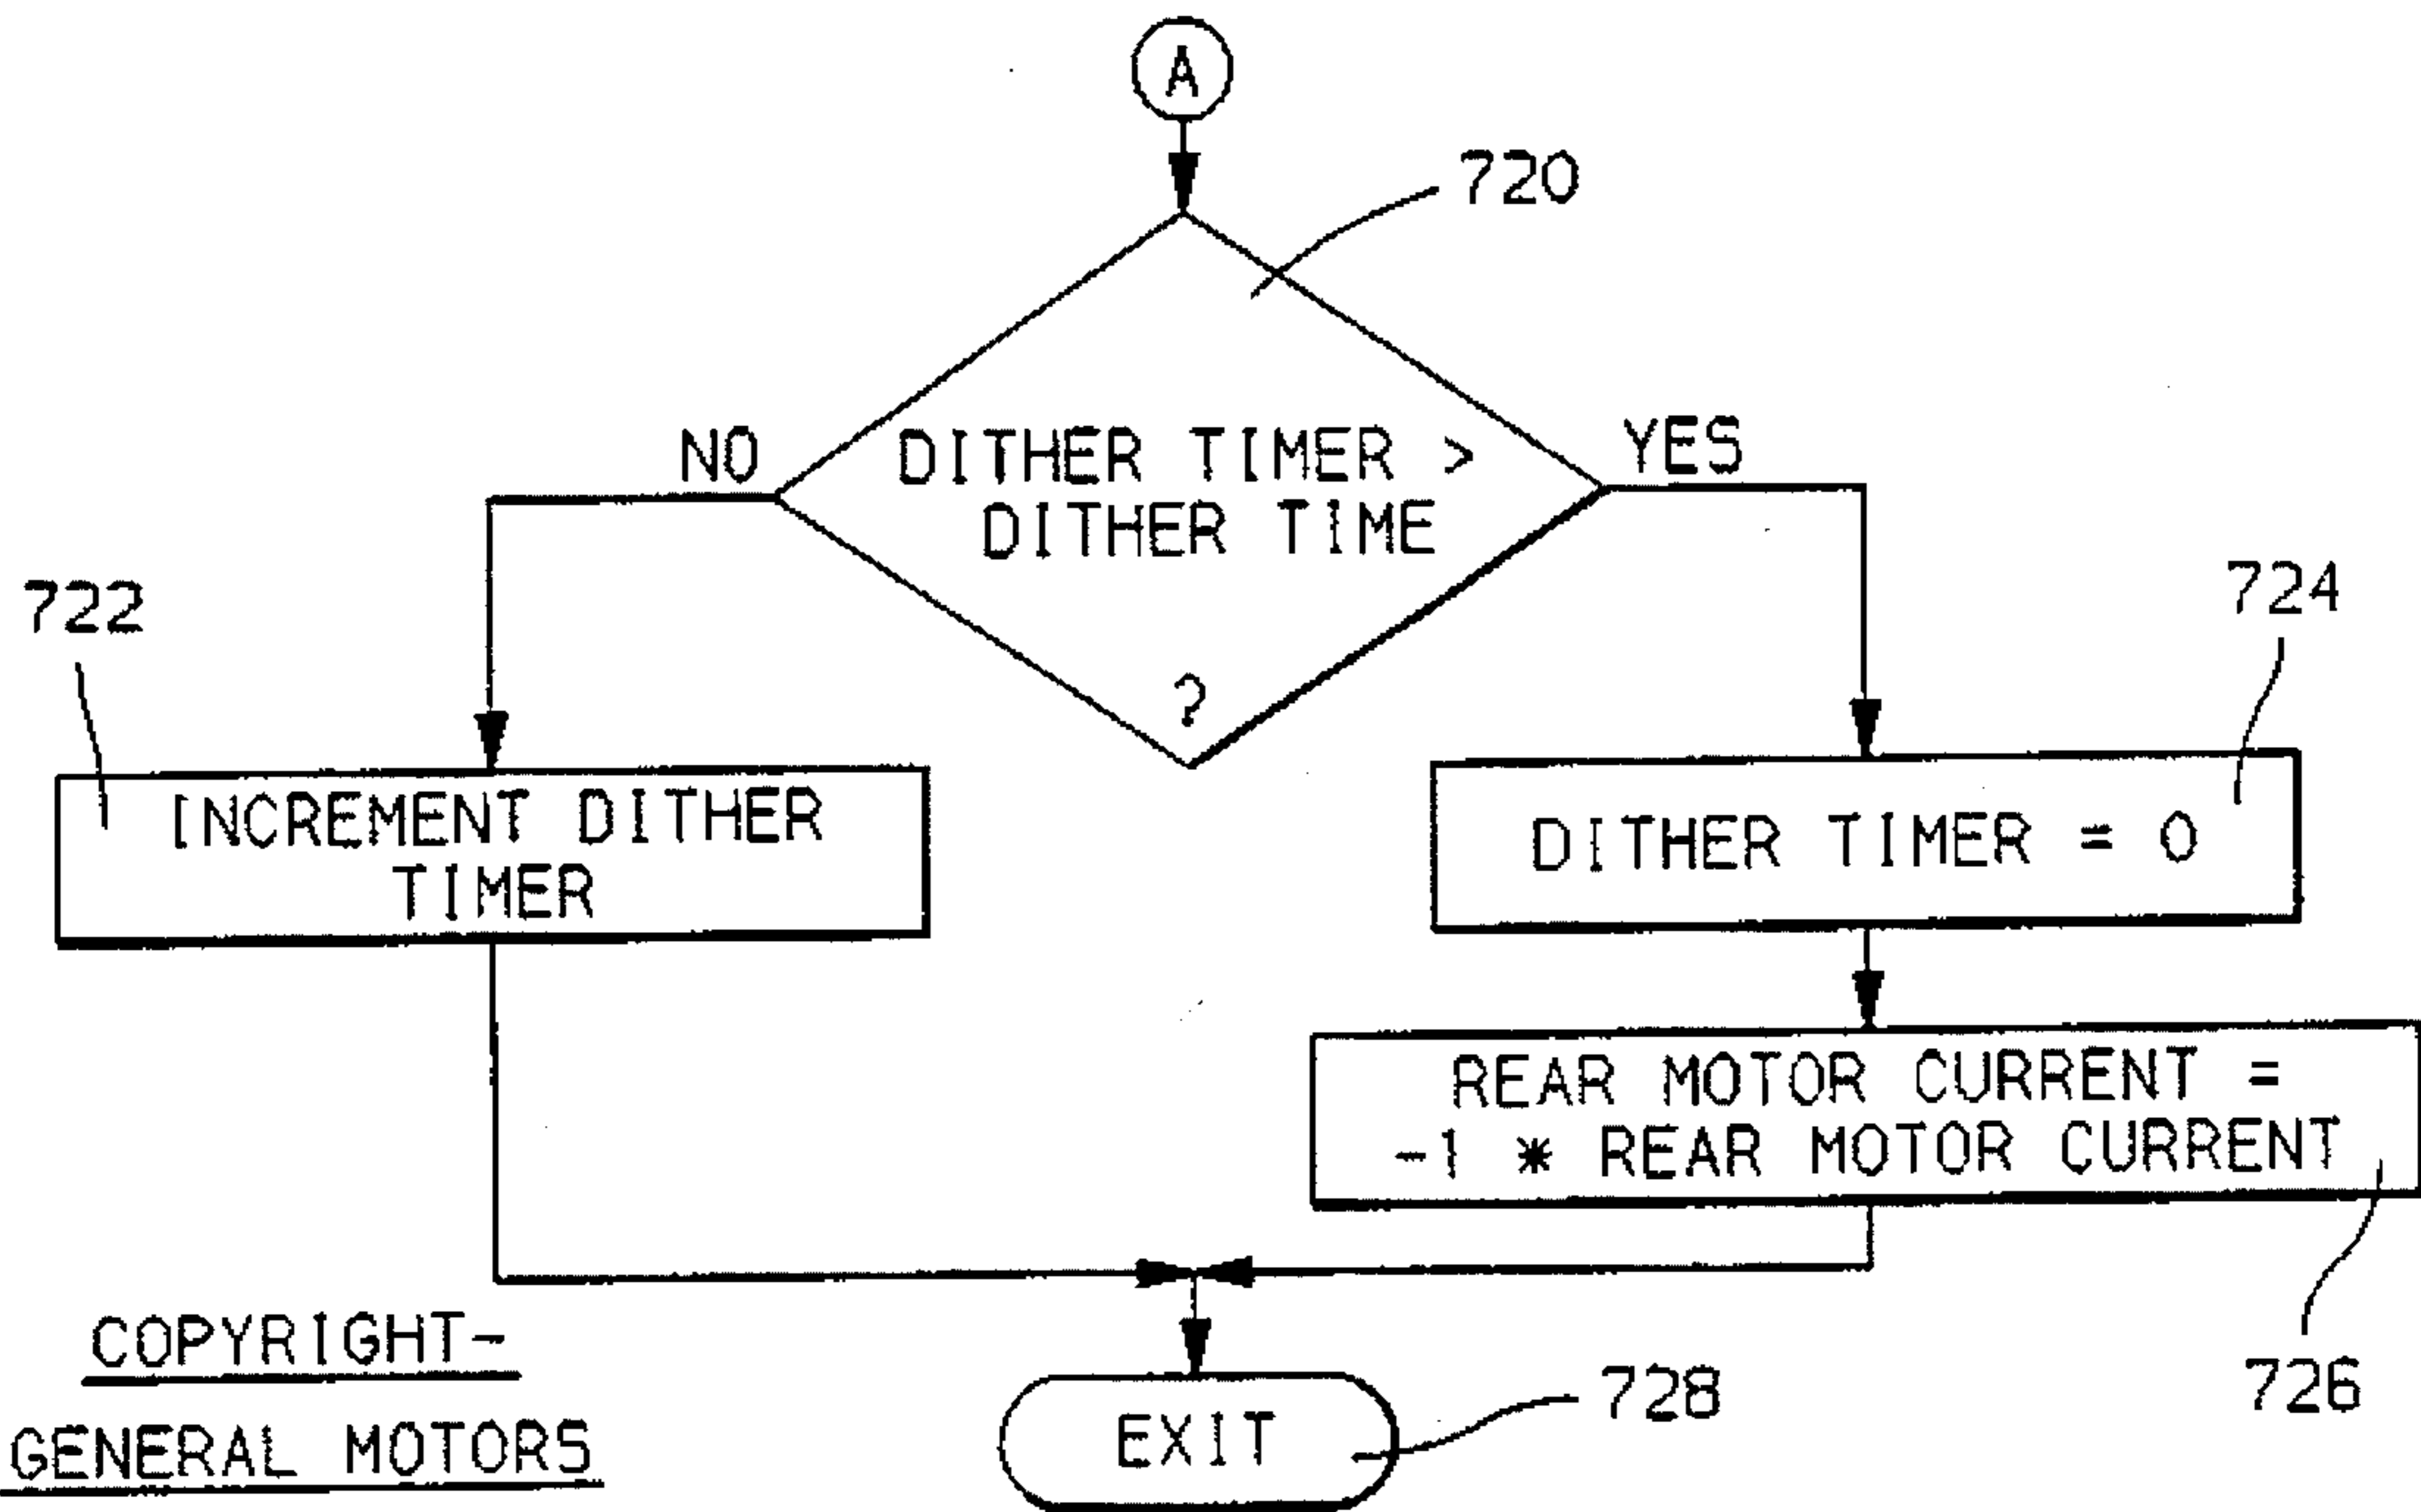 A
720
NO
DITHER TIMER >
DITHER TIME
?
YES
722
724
INCREMENT DITHER
TIMER
DITHER TIMER = 0
REAR MOTOR CURRENT =
-1 * REAR MOTOR CURRENT
726
COPYRIGHT-
GENERAL MOTORS
EXIT
728